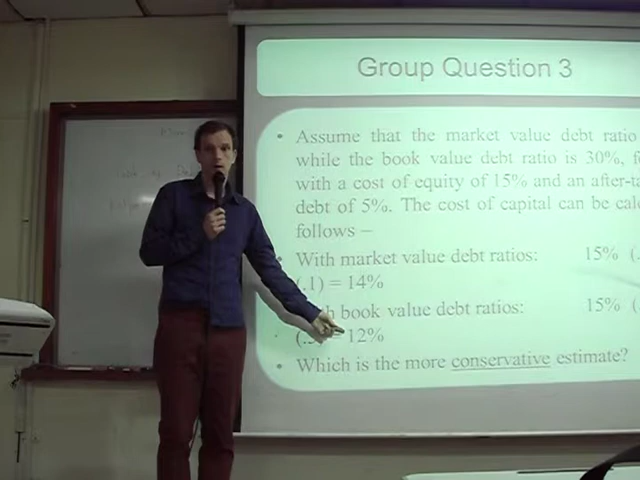 Group Question 3
• Assume that the market value debt ratio
while the book value debt ratio is 30%,
with a cost of equity of 15% and an after-ta
debt of 5%. The cost of capital can be calc
follows –
• With market value debt ratios: 15% (.
(.1) = 14%
book value debt ratios: 15% (.
= 12%
• Which is the more conservative estimate?